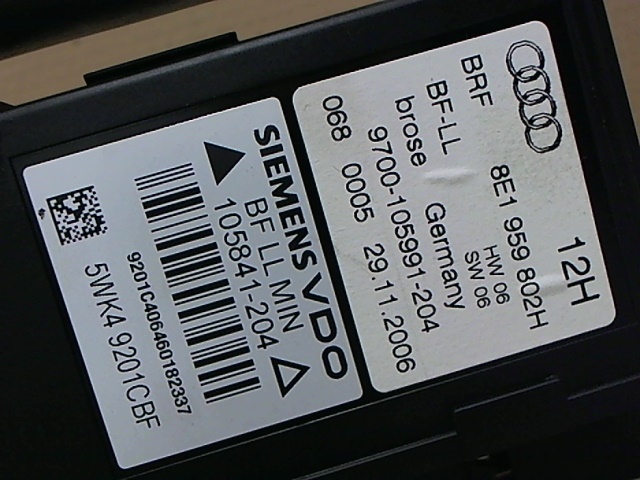 12H
BRF 8E1 959 802H
HW 06
BF-LL SW 06
brose Germany
9700-105991-204
068 0005 29.11.2006
SIEMENS VDO
BF LL MIN
105841-204
9201C406460182337
5WK4 9201CBF